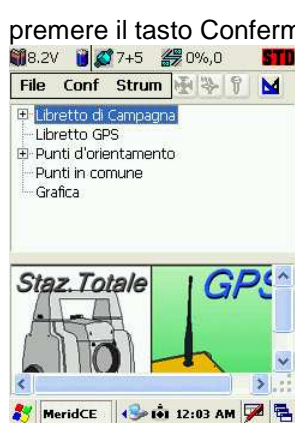 premere il tasto Conferm
8.2V 7+5 0%,0 STD
File Conf Strum
Libretto di Campagna
Libretto GPS
Punti d'orientamento
Punti in comune
Grafica
Staz. Totale GPS
MeridCE 12:03 AM